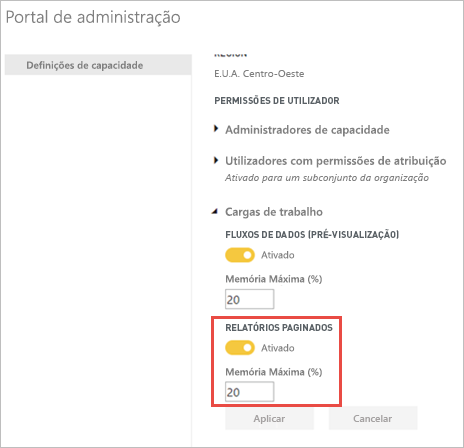 Portal de administração
Definições de capacidade
REGION
E.U.A. Centro-Oeste
PERMISSÕES DE UTILIZADOR
Administradores de capacidade
Utilizadores com permissões de atribuição
Ativado para um subconjunto da organização
Cargas de trabalho
FLUXOS DE DADOS (PRÉ-VISUALIZAÇÃO)
Ativado
Memória Máxima (%)
20
RELATÓRIOS PAGINADOS
Ativado
Memória Máxima (%)
20
Aplicar
Cancelar